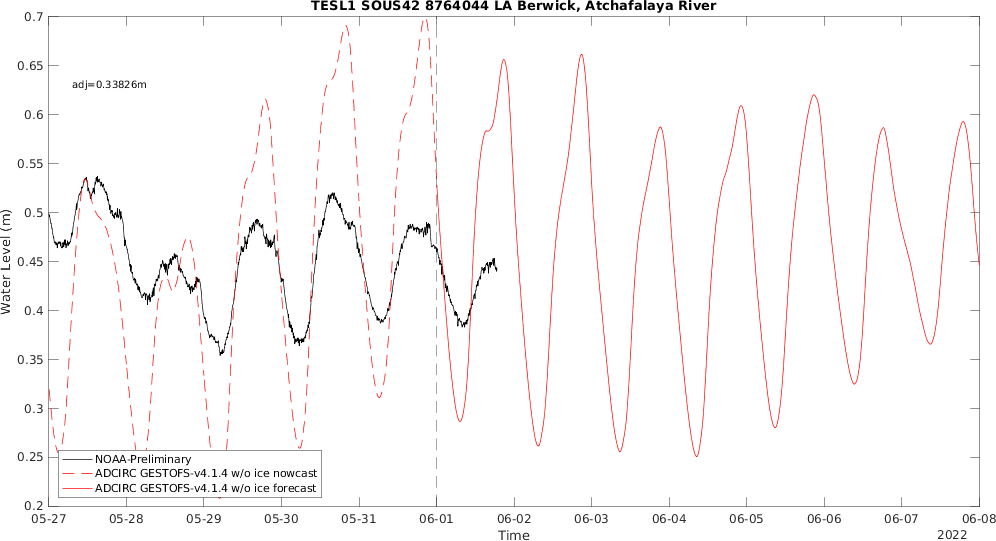 TESL1 SOUS42 8764044 LA Berwick, Atchafalaya River
0.7
0.65
0.6
0.55
0.5
0.45
0.4
0.35
0.3
0.25
0.2
Water Level (m)
adj=0.33826m
NOAA-Preliminary
ADCIRC GESTOFS-v4.1.4 w/o ice nowcast
ADCIRC GESTOFS-v4.1.4 w/o ice forecast
05-27 05-28 05-29 05-30 05-31 06-01 06-02 06-03 06-04 06-05 06-06 06-07 06-08
Time
2022